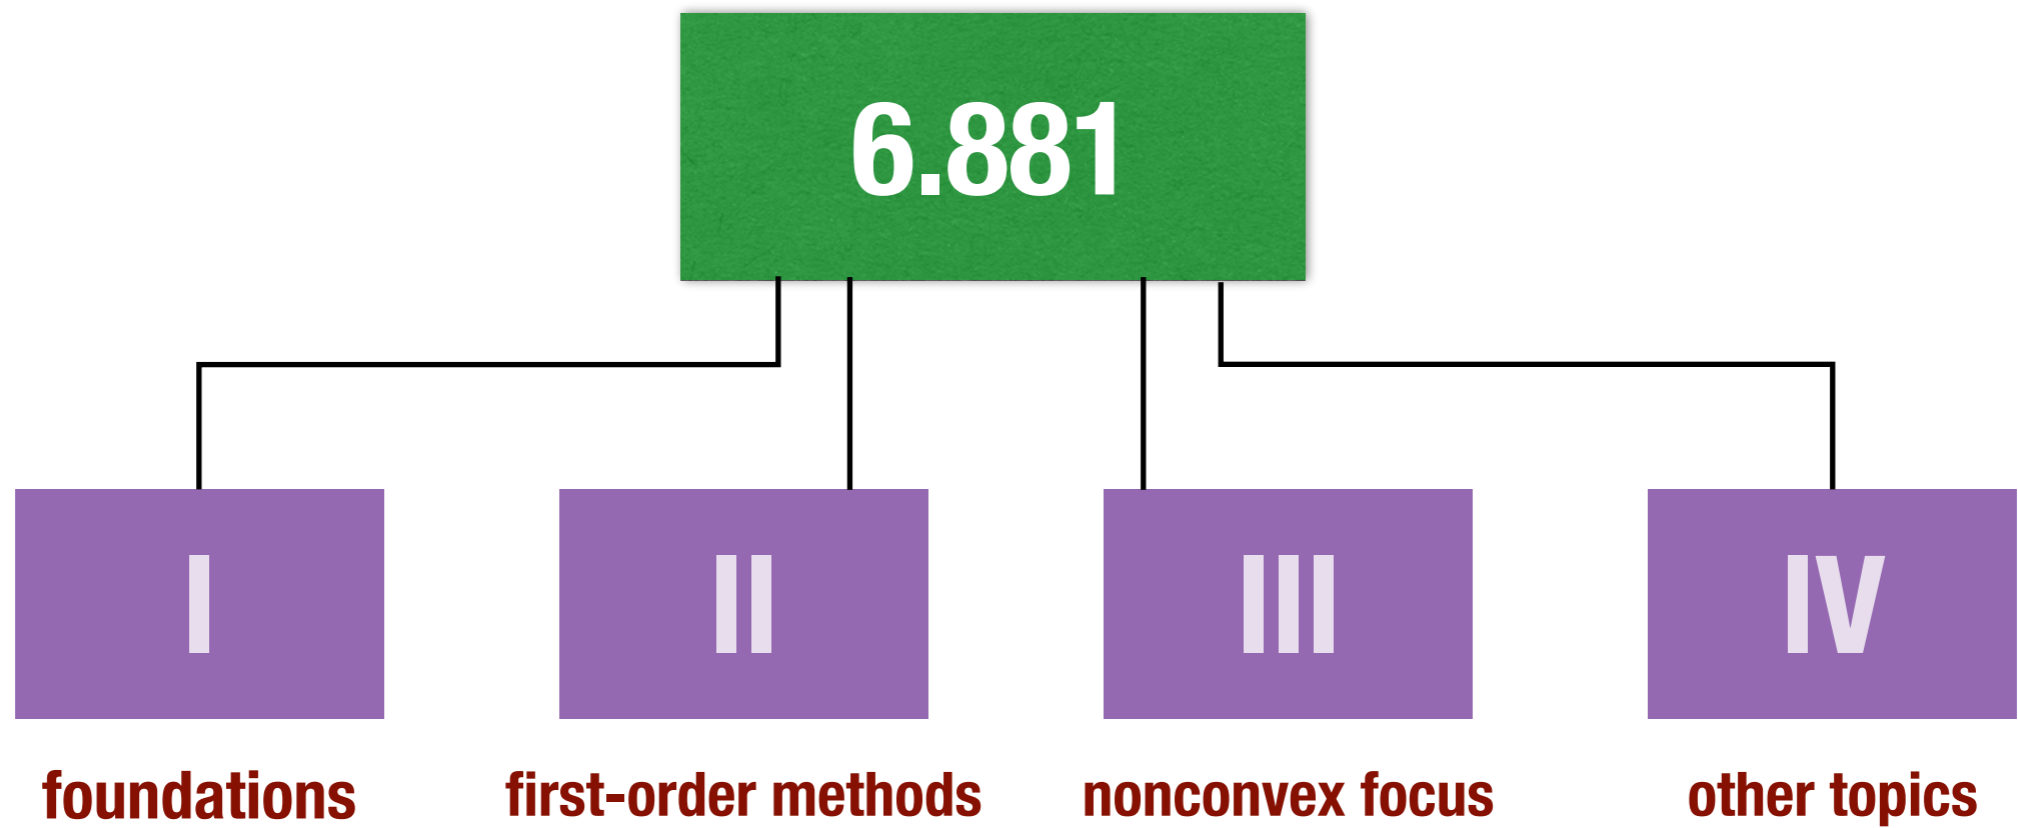 6.881
I
II
III
IV
foundations
first-order methods
nonconvex focus
other topics